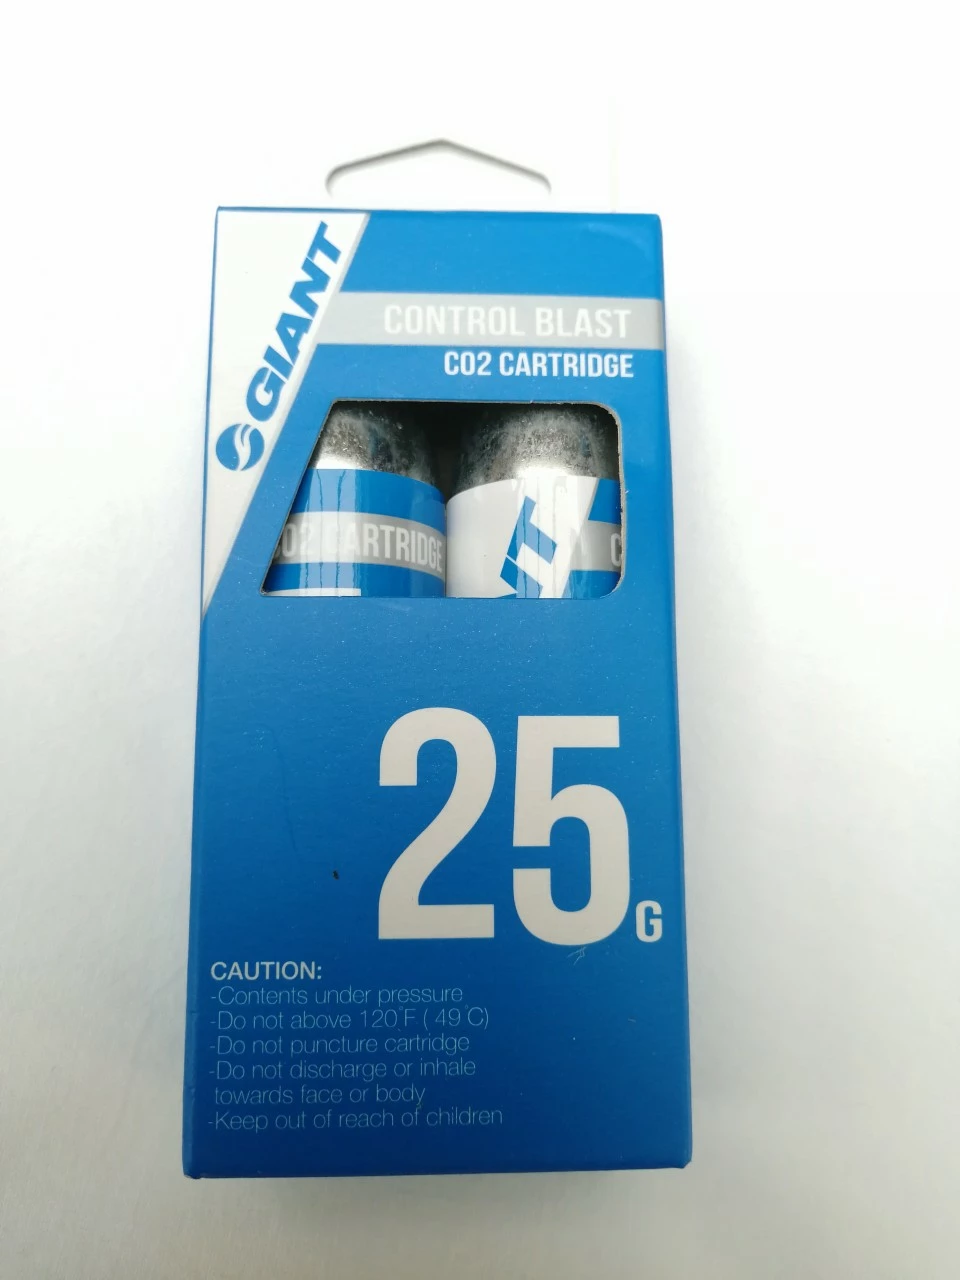 GIANT
CONTROL BLAST
CO2 CARTRIDGE
CO2 CARTRIDGE
25G
CAUTION:
-Contents under pressure
-Do not above 120°F ( 49°C)
-Do not puncture cartridge
-Do not discharge or inhale
towards face or body
-Keep out of reach of children